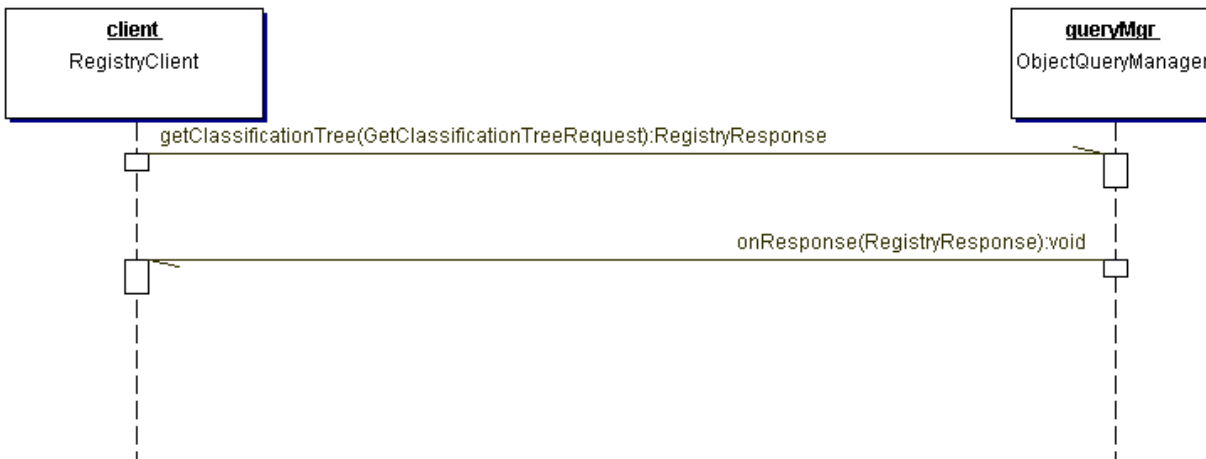 client
RegistryClient
queryMgr
ObjectQueryManager
getClassificationTree(GetClassificationTreeRequest):RegistryResponse
onResponse(RegistryResponse):void